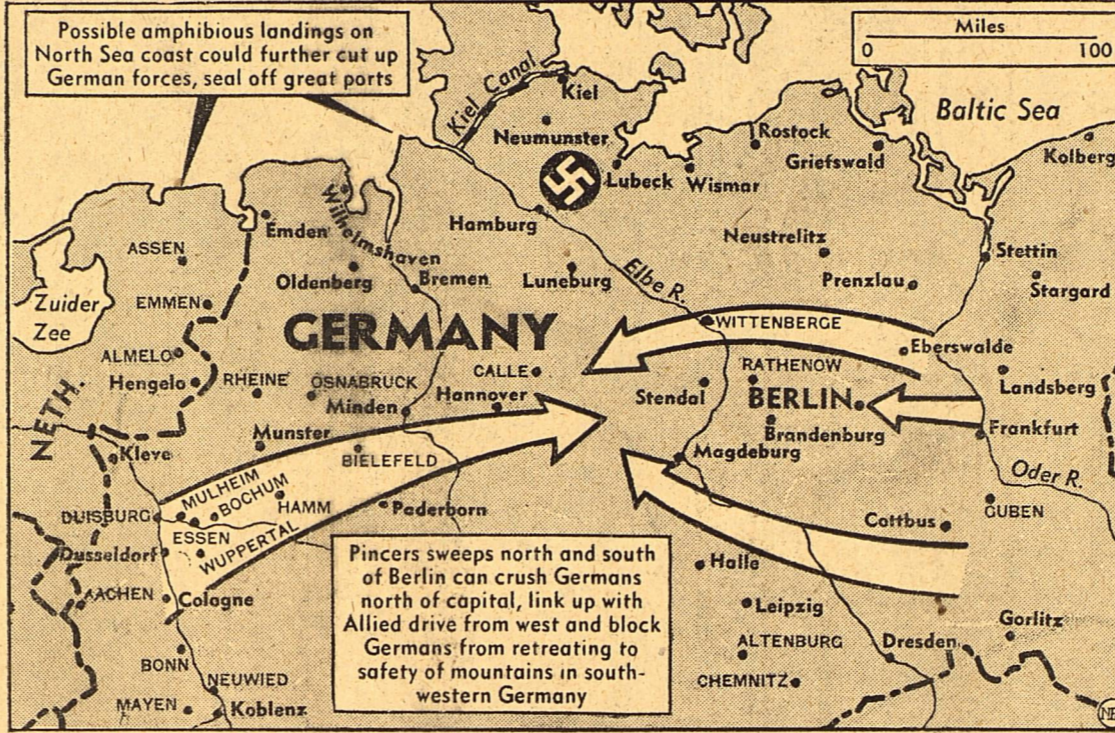 Possible amphibious landings on
North Sea coast could further cut up
German forces, seal off great ports
Miles
0 100
Baltic Sea
Kiel Canal
Kiel
Neumunster
Rostock
Griefswald
Kolberg
Lubeck
Wismar
Wilhelmshaven
Emden
Hamburg
ASSEN
Neustrelitz
Stettin
Oldenberg
Bremen
Luneburg
Elbe R.
Prenzlau
Stargard
Zuider
Zee
EMMEN
GERMANY
WITTENBERGE
Eberswalde
ALMELO
Hengelo
RHEINE
OSNABRUCK
CALLE
RATHENOW
Landsberg
NETH.
Minden
Hannover
Stendal
BERLIN
Brandenburg
Frankfurt
Munster
Kleve
BIELEFELD
Magdeburg
Oder R.
MULHEIM
BOCHUM
HAMM
Paderborn
GUBEN
DUISBURG
ESSEN
WUPPERTAL
Cottbus
Dusseldorf
Pincers sweeps north and south
of Berlin can crush Germans
north of capital, link up with
Allied drive from west and block
Germans from retreating to
safety of mountains in south-
western Germany
Halle
AACHEN
Cologne
Leipzig
Gorlitz
ALTENBURG
Dresden
BONN
NEUWIED
CHEMNITZ
MAYEN
Koblenz